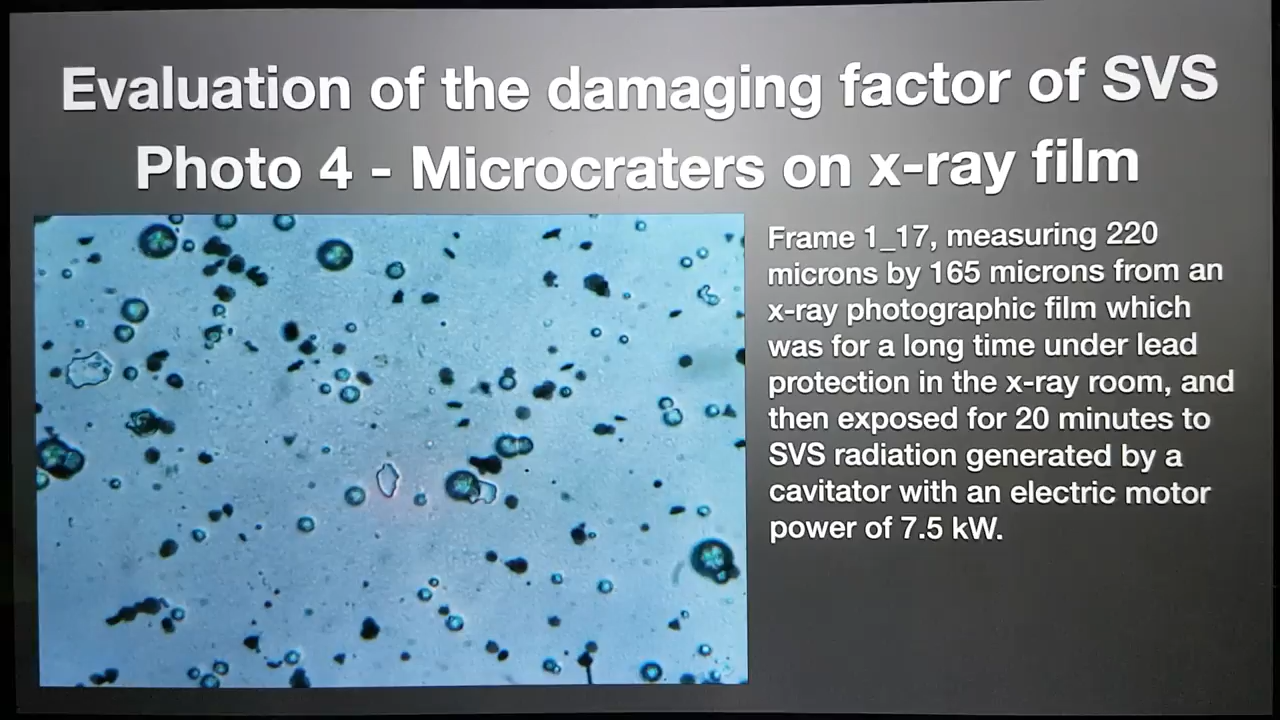 Evaluation of the damaging factor of SVS
Photo 4 - Microcraters on x-ray film
Frame 1_17, measuring 220
microns by 165 microns from an
x-ray photographic film which
was for a long time under lead
protection in the x-ray room, and
then exposed for 20 minutes to
SVS radiation generated by a
cavitator with an electric motor
power of 7.5 kW.